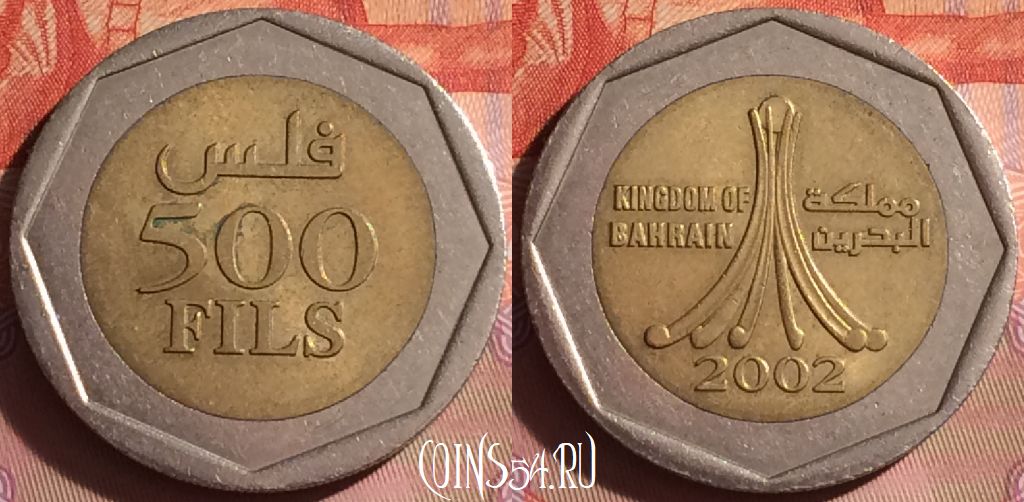 فلس
500
FILS
KINGDOM OF
BAHRAIN
مملكة
البحرين
2002
COINS54.RU